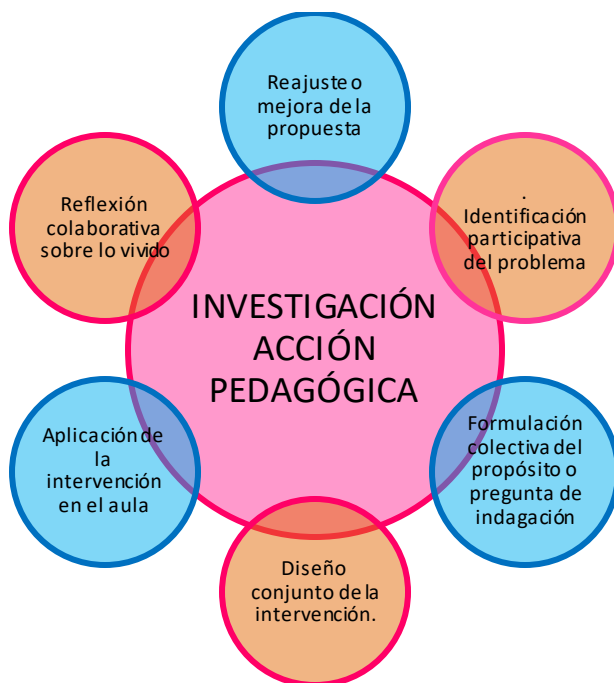 Reajuste o
mejora de la
propuesta
.
Identificación
participativa
del problema
Formulación
colectiva del
propósito o
pregunta de
indagación
Diseño
conjunto de la
intervención.
Aplicación de
la
intervención
en el aula
Reflexión
colaborativa
sobre lo vivido
INVESTIGACIÓN
ACCIÓN
PEDAGÓGICA